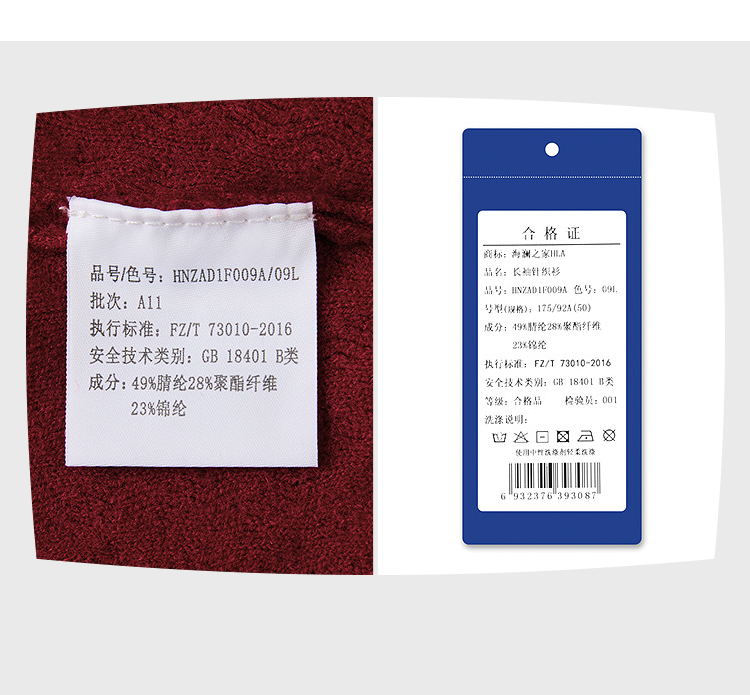 品号/色号: HNZAD1F009A/09L
批次: A11
执行标准: FZ/T 73010-2016
安全技术类别: GB 18401 B类
成分: 49%腈纶28%聚酯纤维
23%锦纶
合格证
商标: 海澜之家HLA
品名: 长袖针织衫
品号: HNZAD1F009A 色号: 09L
号型(规格): 175/92A(50)
成分: 49%腈纶28%聚酯纤维
23%锦纶
执行标准: FZ/T 73010-2016
安全技术类别: GB 18401 B类
等级: 合格品 检验员: 001
洗涤说明:
使用中性洗涤剂轻柔洗涤
6 932376 393087